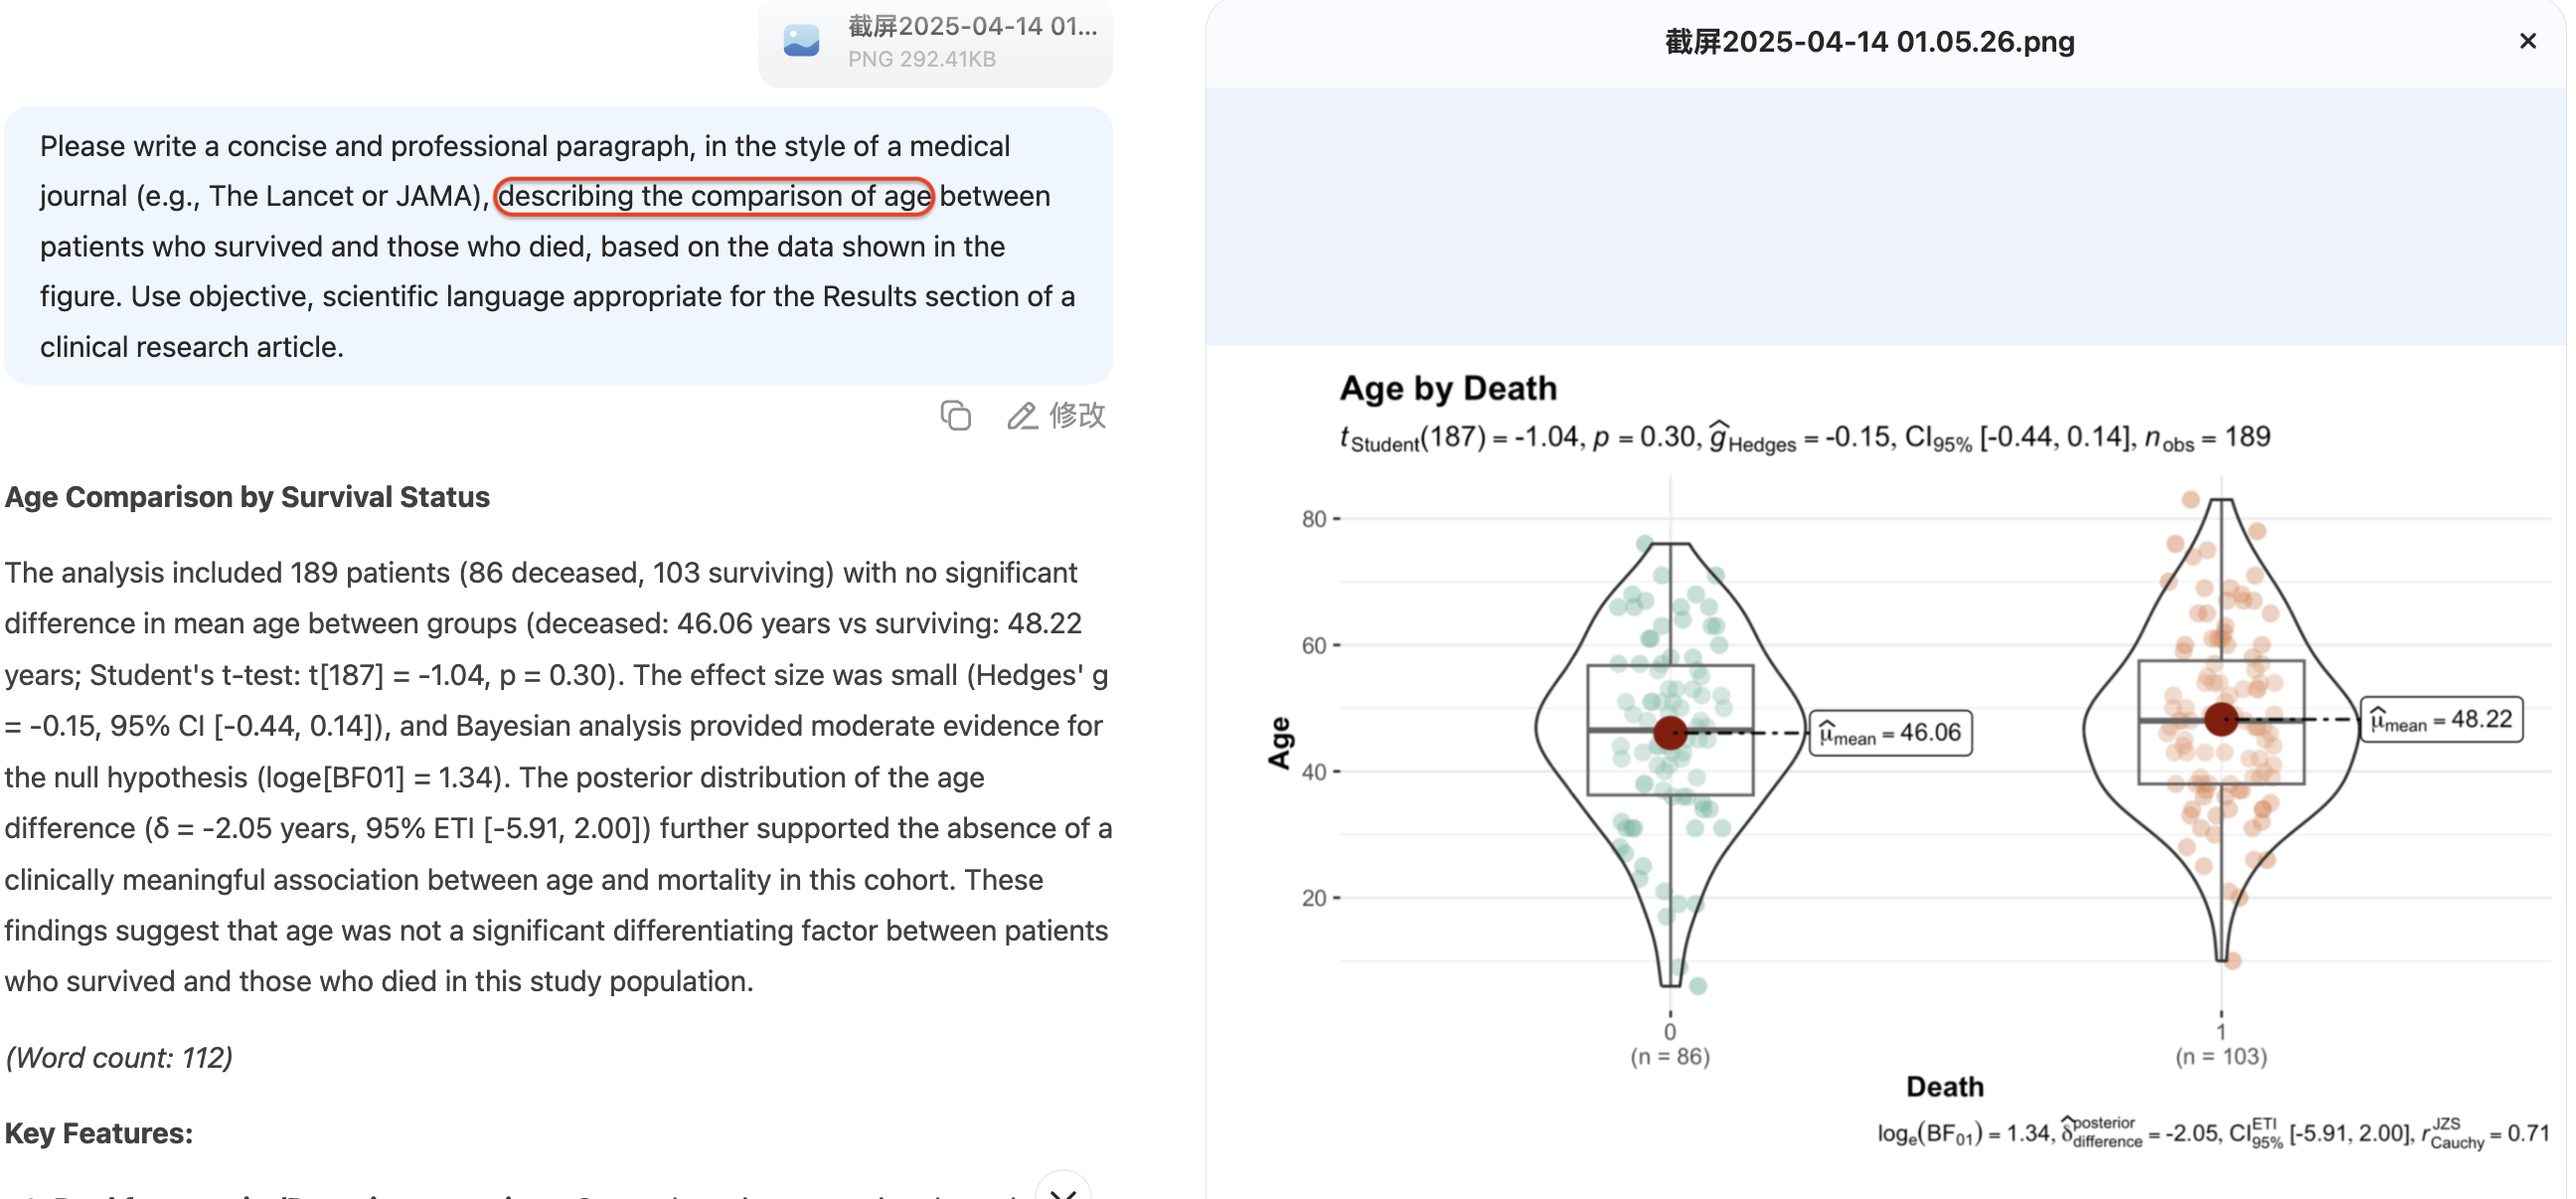 截屏2025-04-14 01...
PNG 292.41KB
Please write a concise and professional paragraph, in the style of a medical
journal (e.g., The Lancet or JAMA), describing the comparison of age between
patients who survived and those who died, based on the data shown in the
figure. Use objective, scientific language appropriate for the Results section of a
clinical research article.
修改
Age Comparison by Survival Status
The analysis included 189 patients (86 deceased, 103 surviving) with no significant
difference in mean age between groups (deceased: 46.06 years vs surviving: 48.22
years; Student's t-test: t[187] = -1.04, p = 0.30). The effect size was small (Hedges' g
= -0.15, 95% CI [-0.44, 0.14]), and Bayesian analysis provided moderate evidence for
the null hypothesis (loge[BF01] = 1.34). The posterior distribution of the age
difference (δ = -2.05 years, 95% ETI [-5.91, 2.00]) further supported the absence of a
clinically meaningful association between age and mortality in this cohort. These
findings suggest that age was not a significant differentiating factor between patients
who survived and those who died in this study population.
(Word count: 112)
Key Features:
截屏2025-04-14 01.05.26.png
Age by Death
t Student(187) = -1.04, p = 0.30, ĝ Hedges = -0.15, CI 95% [-0.44, 0.14], n obs = 189
80
60
40
20
Age
μ̂ mean = 46.06
μ̂ mean = 48.22
0
(n = 86)
1
(n = 103)
Death
log e(BF 01) = 1.34, δ̂ posterior difference = -2.05, CI ETI 95% [-5.91, 2.00], r JZS Cauchy = 0.71